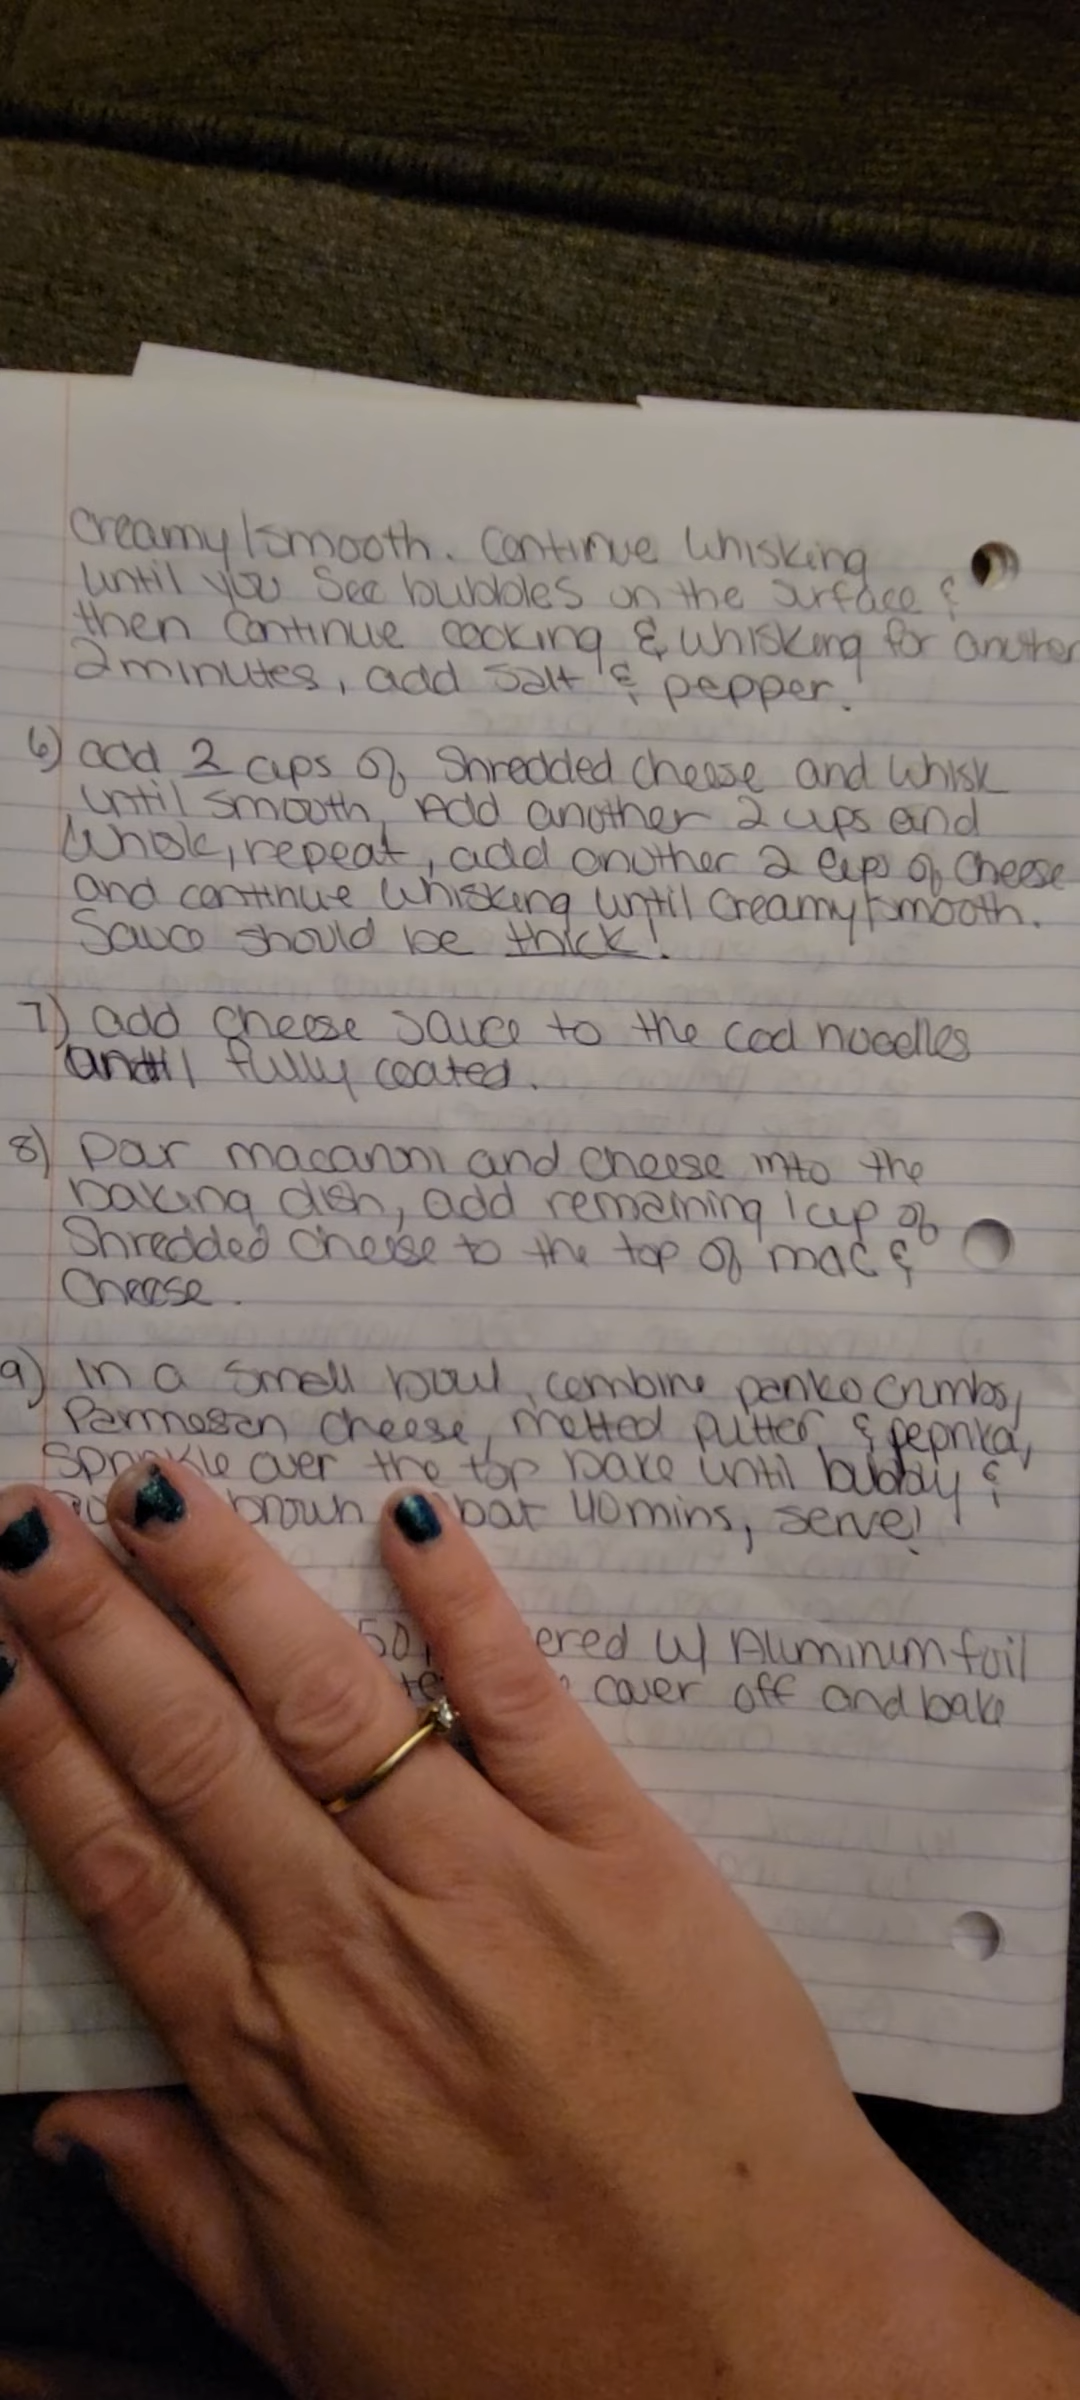 creamy/smooth. Continue whisking
until you see bubbles on the surface &
then continue cooking & whisking for another
2 minutes, add salt & pepper.
6) add 2 cups of Shredded cheese and whisk
until smooth, Add another 2 cups and
whisk, repeat, add another 2 cups of cheese
and continue whisking until creamy/smooth.
Sauce should be thick!
7) add cheese sauce to the cool noodles
until fully coated.
8) Pour macaroni and cheese into the
baking dish, add remaining 1 cup of
Shredded cheese to the top of mac &
Cheese.
9) In a small bowl, combine panko crumbs,
Parmesan cheese, melted butter, & paprika,
Sprinkle over the top bake until bubbly &
brown 40 mins, serve!
50 w/ Aluminum foil
cover off and bake